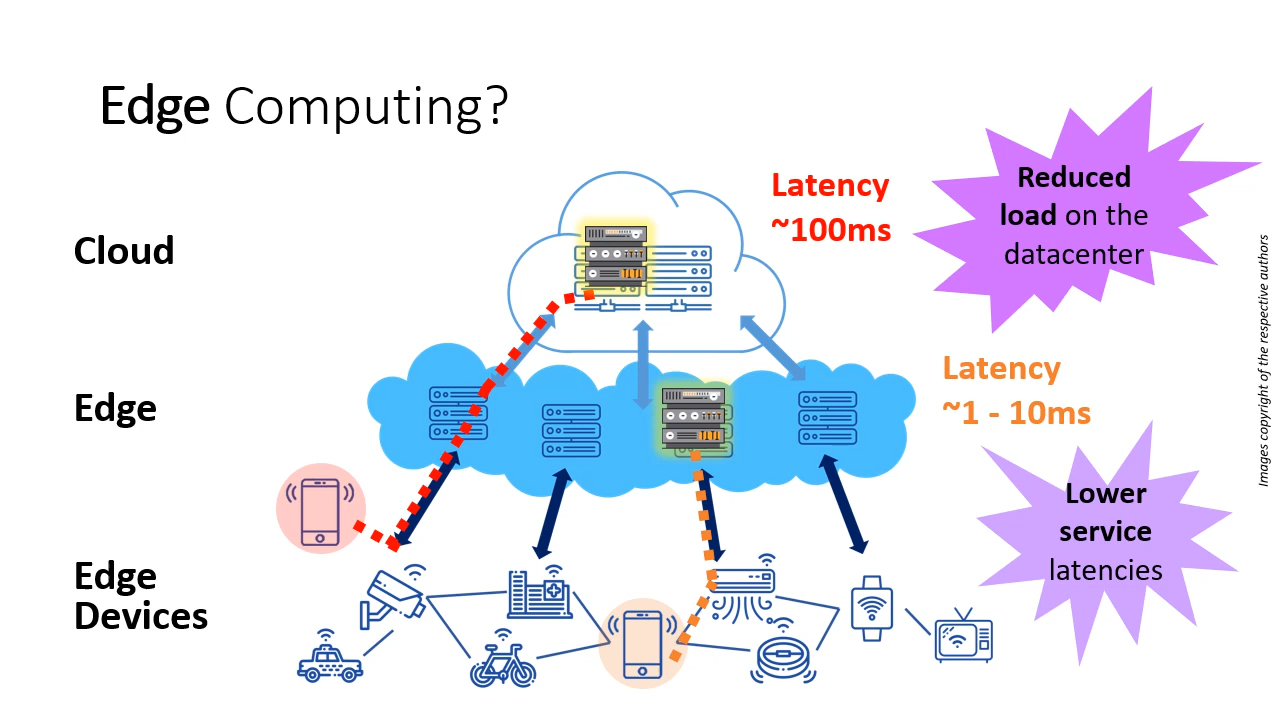 Edge Computing?
Latency
~100ms
Reduced
load on the
datacenter
Cloud
Edge
Latency
~1 - 10ms
Lower
service
latencies
Edge
Devices
Images copyright of the respective authors